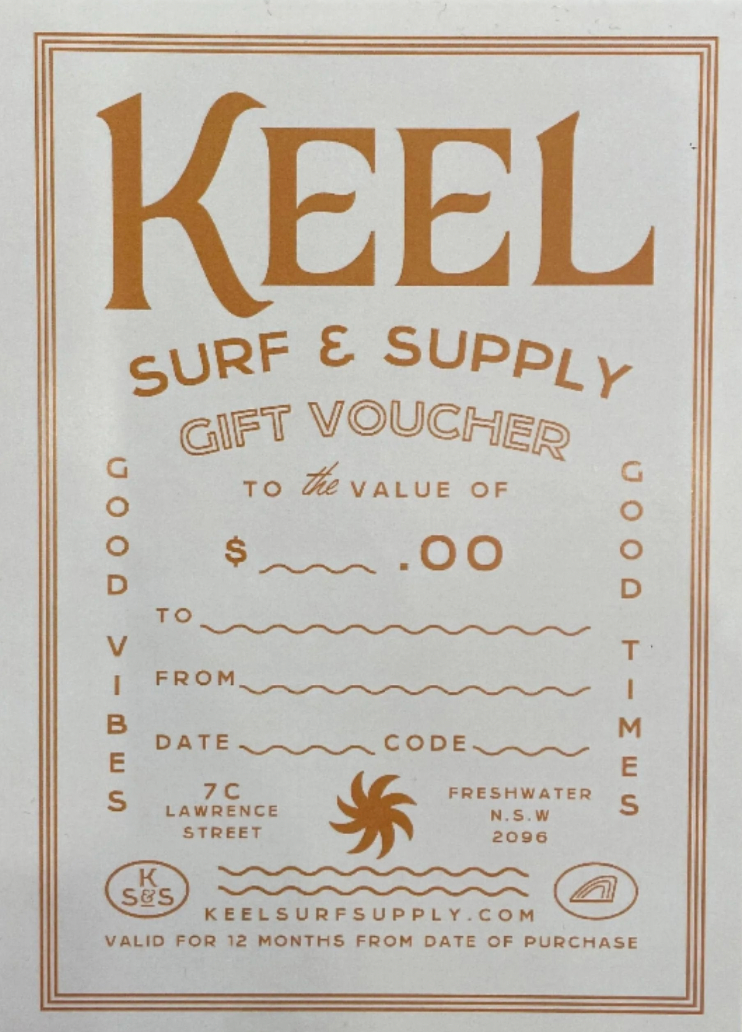 KEEL
SURF & SUPPLY
GIFT VOUCHER
TO the VALUE OF
$ .00
GOOD VIBES
GOOD TIMES
TO
FROM
DATE CODE
7C
LAWRENCE
STREET
FRESHWATER
N.S.W
2096
K
S&S
KEELSURFSUPPLY.COM
VALID FOR 12 MONTHS FROM DATE OF PURCHASE